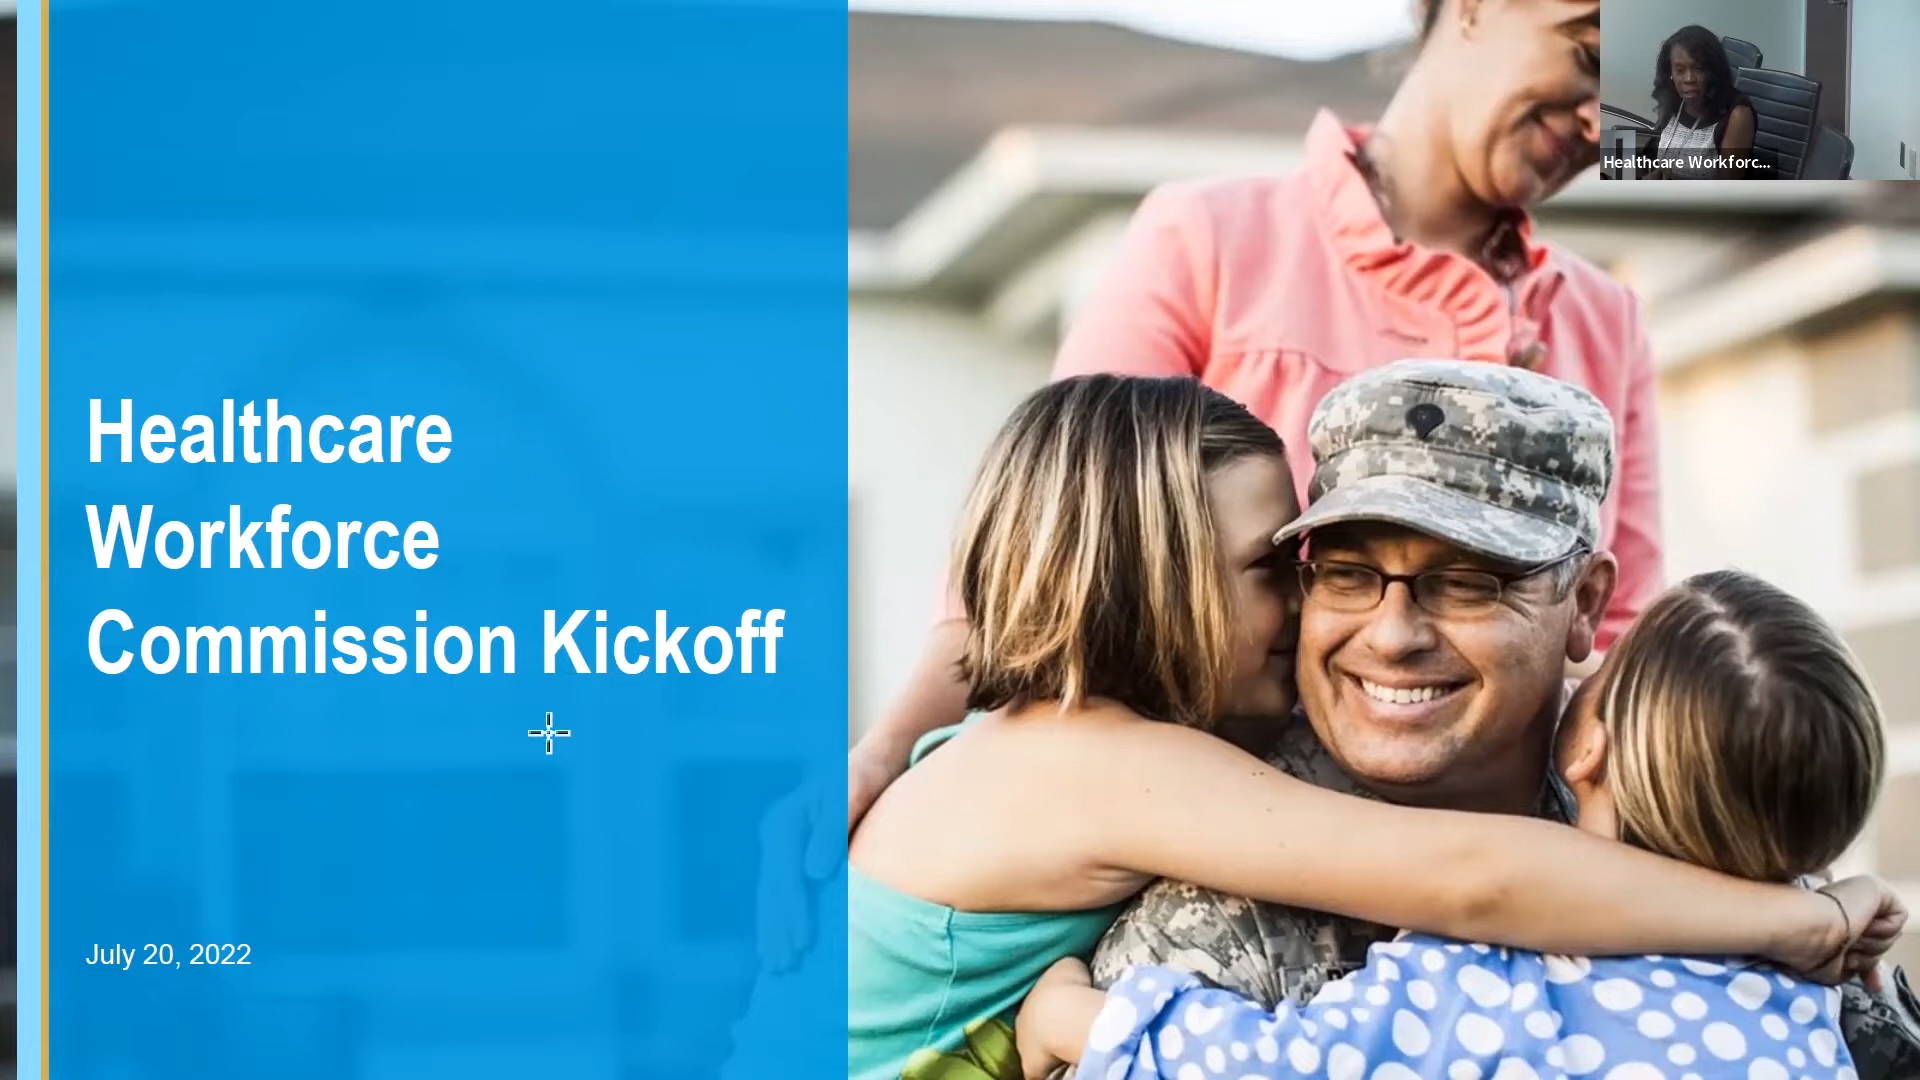 Healthcare
Workforce
Commission Kickoff
July 20, 2022
Healthcare Workforc...